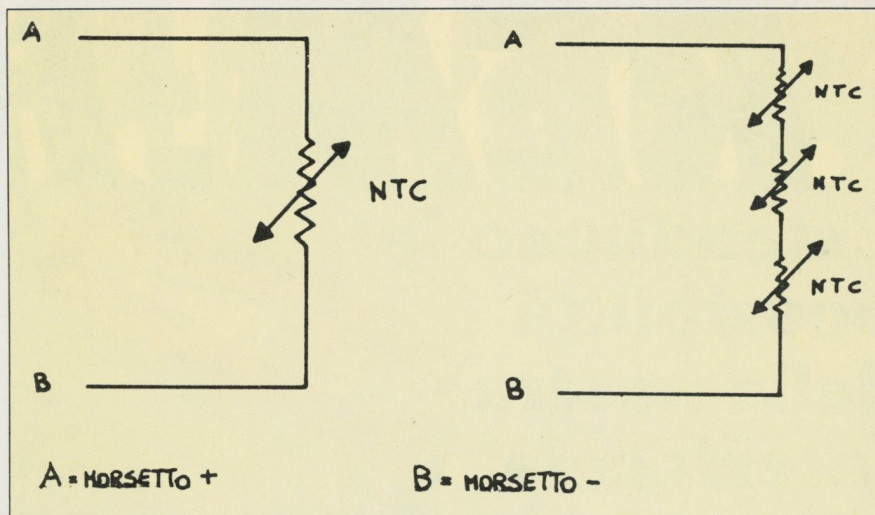 A
NTC
B
A
NTC
NTC
NTC
B
A = MORSETTO +
B = MORSETTO -